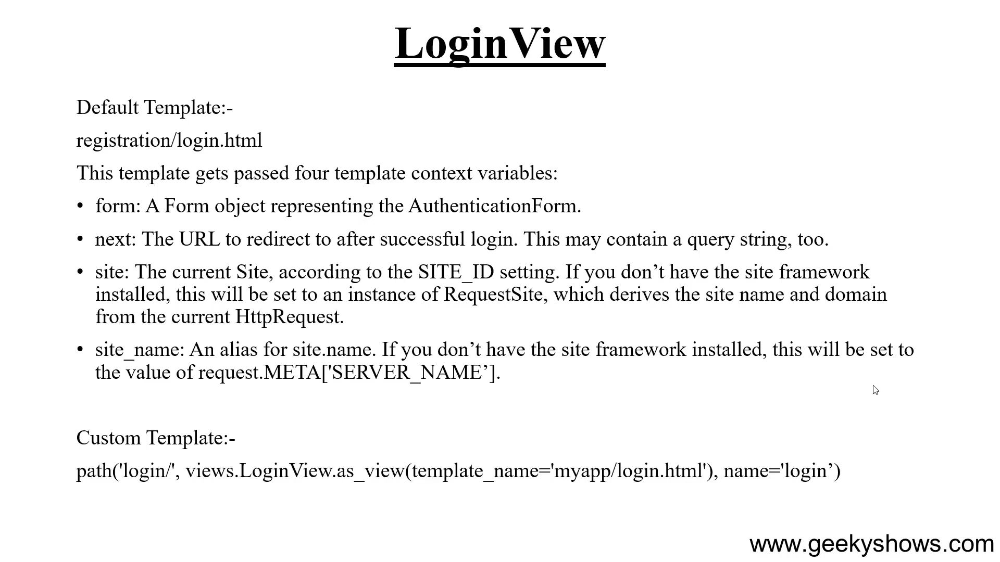 LoginView
Default Template:-
registration/login.html
This template gets passed four template context variables:
• form: A Form object representing the AuthenticationForm.
• next: The URL to redirect to after successful login. This may contain a query string, too.
• site: The current Site, according to the SITE_ID setting. If you don’t have the site framework
installed, this will be set to an instance of RequestSite, which derives the site name and domain
from the current HttpRequest.
• site_name: An alias for site.name. If you don’t have the site framework installed, this will be set to
the value of request.META['SERVER_NAME’].
Custom Template:-
path('login/', views.LoginView.as_view(template_name='myapp/login.html'), name='login’)
www.geekyshows.com